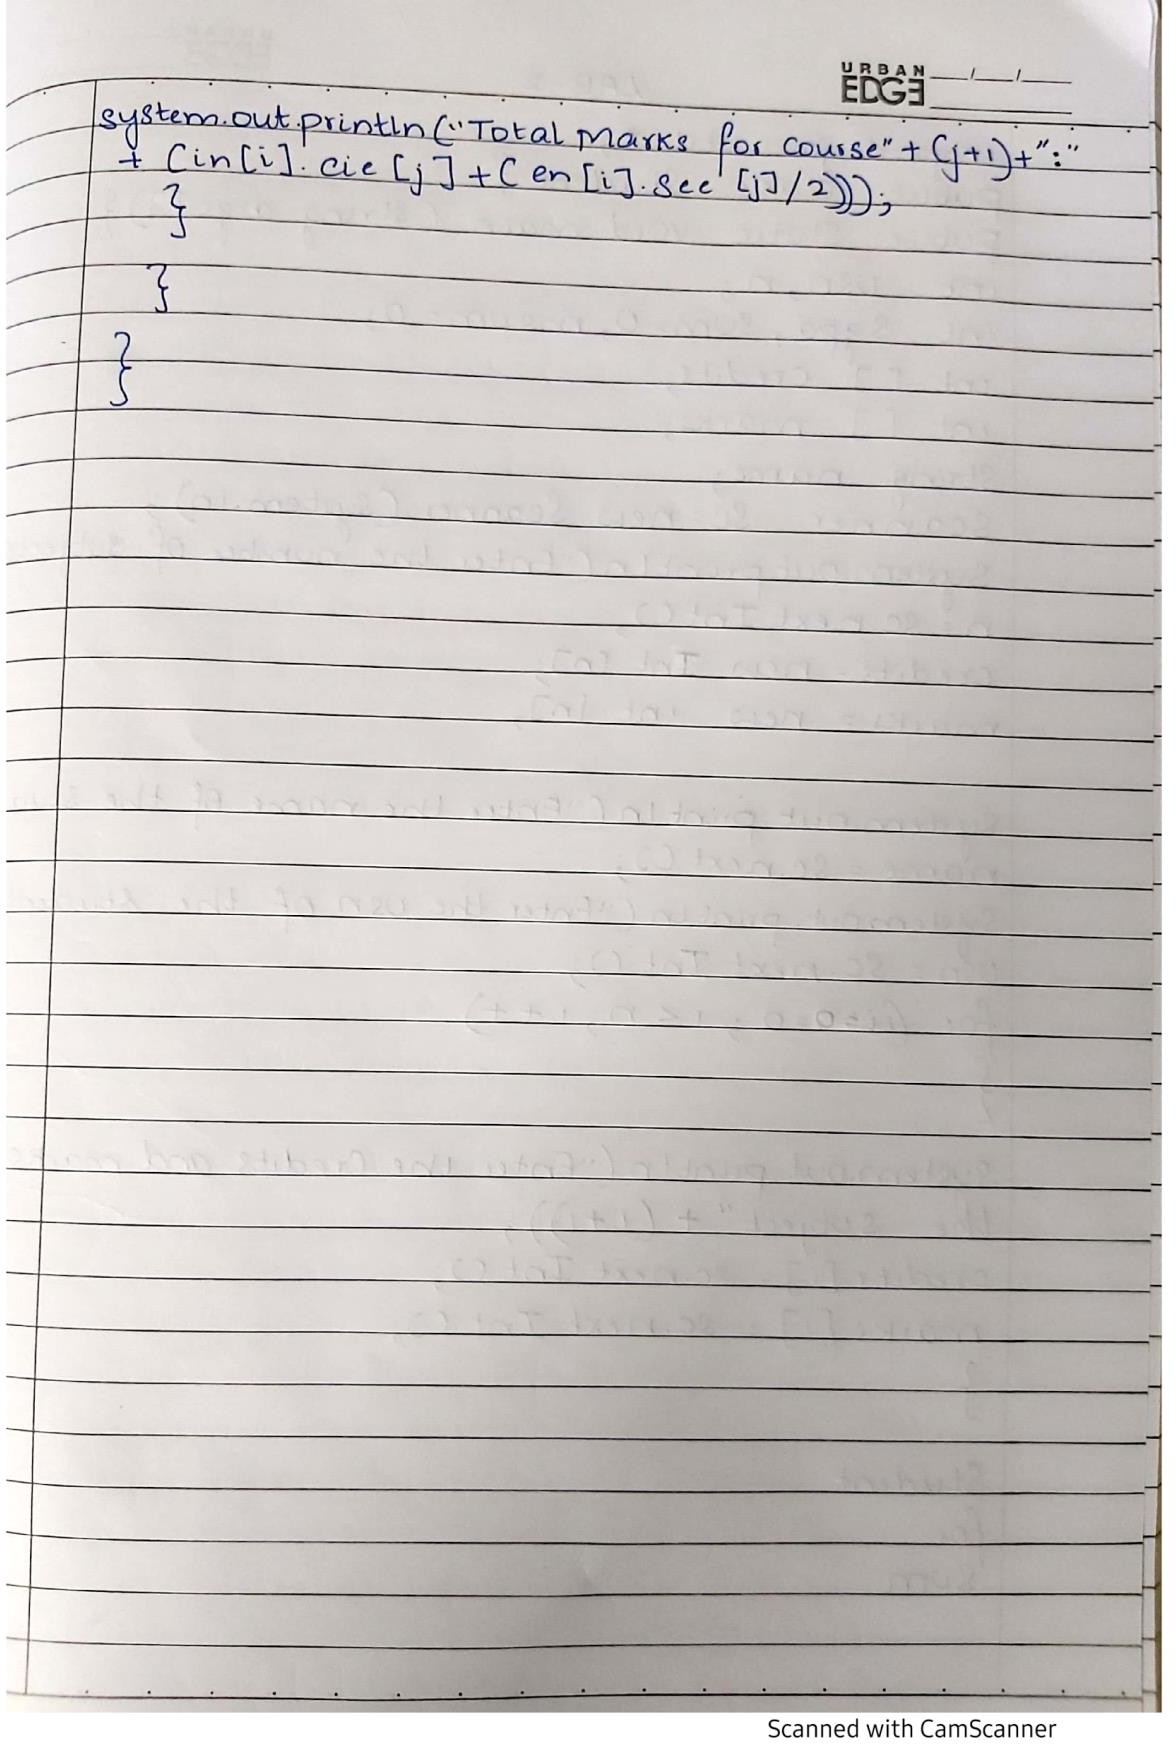 URBAN
EDGE
system.out.println("Total Marks for course" + (j+1)+":"
+ (in[i].cie[j]+(en[i].see[j]/2)));
}
}
}
Scanned with CamScanner